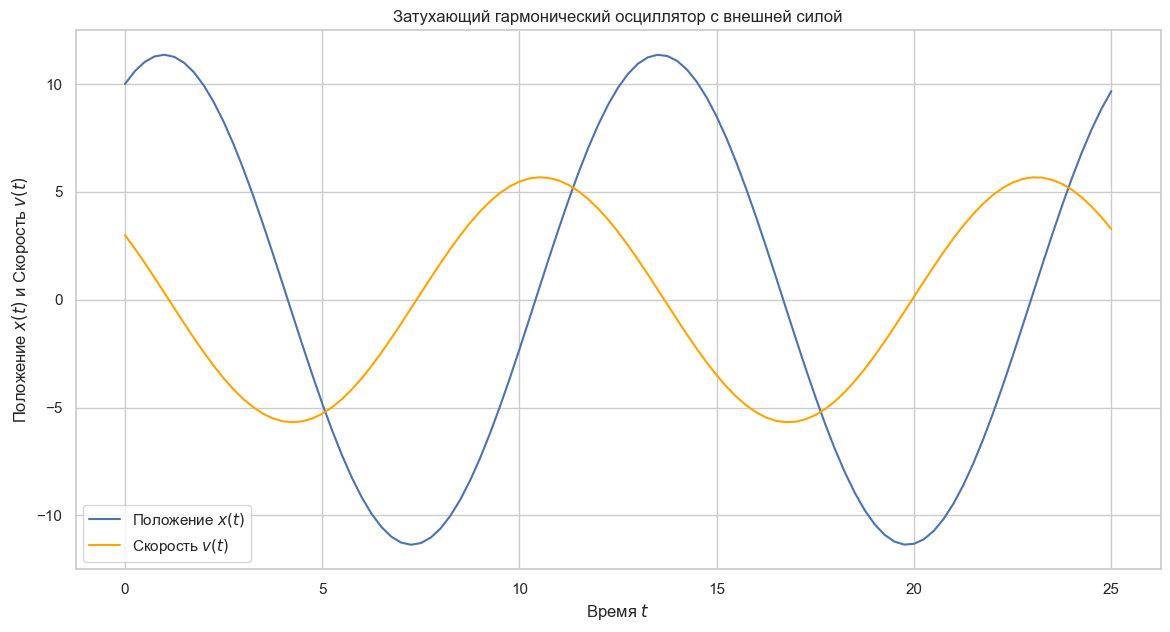 Затухающий гармонический осциллятор с внешней силой
Положение x(t) и Скорость v(t)
10
5
0
−5
−10
Положение x(t)
Скорость v(t)
0
5
10
15
20
25
Время t